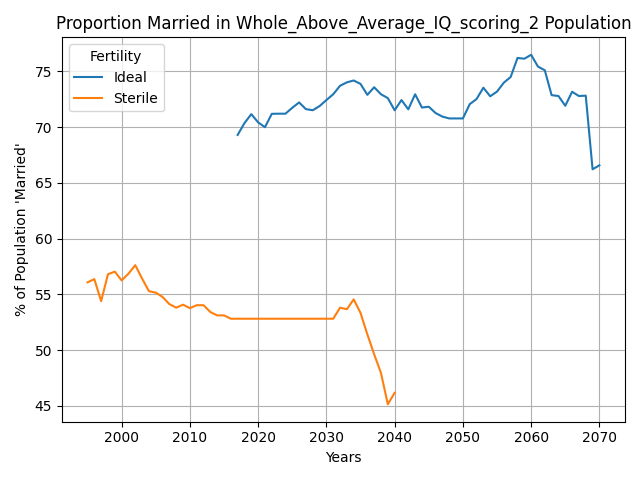 Proportion Married in Whole_Above_Average_IQ_scoring_2 Population
Fertility
Ideal
Sterile
% of Population 'Married'
75
70
65
60
55
50
45
2000 2010 2020 2030 2040 2050 2060 2070
Years